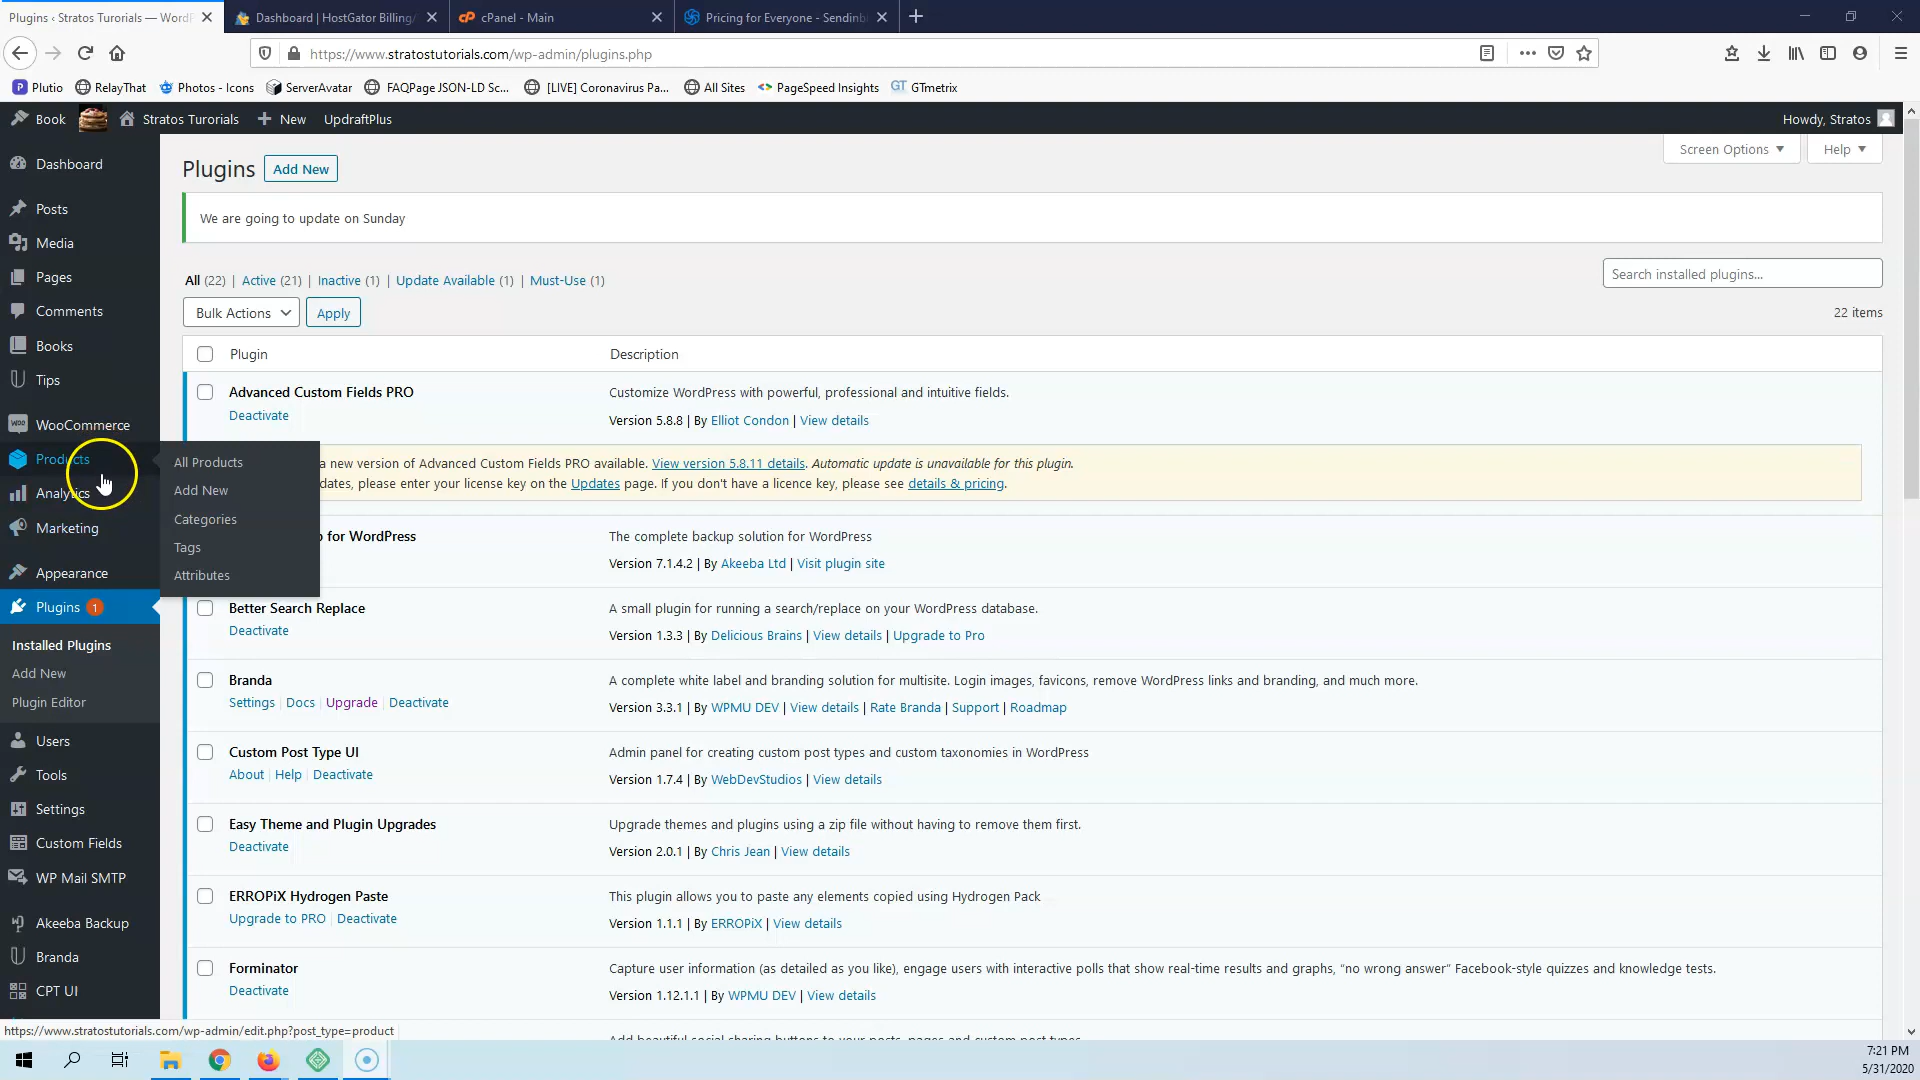 Plugins ‹ Stratos Turorials — WordP
Dashboard | HostGator Billing/
cPanel - Main
Pricing for Everyone - Sendinb
https://www.stratostutorials.com/wp-admin/plugins.php
Plutio
RelayThat
Photos - Icons
ServerAvatar
FAQPage JSON-LD Sc...
[LIVE] Coronavirus Pa...
All Sites
PageSpeed Insights
GT GTmetrix
Book
Stratos Turorials
New
UpdraftPlus
Howdy, Stratos
Dashboard
Posts
Media
Pages
Comments
Books
Tips
WooCommerce
Products
Analytics
Marketing
Appearance
Plugins 1
Installed Plugins
Add New
Plugin Editor
Users
Tools
Settings
Custom Fields
WP Mail SMTP
Akeeba Backup
Branda
CPT UI
All Products
Add New
Categories
Tags
Attributes
Plugins Add New
Screen Options
Help
We are going to update on Sunday
All (22) | Active (21) | Inactive (1) | Update Available (1) | Must-Use (1)
Search installed plugins...
Bulk Actions Apply
22 items
Plugin Description
Advanced Custom Fields PRO
Deactivate
Customize WordPress with powerful, professional and intuitive fields.
Version 5.8.8 | By Elliot Condon | View details
a new version of Advanced Custom Fields PRO available. View version 5.8.11 details. Automatic update is unavailable for this plugin.
dates, please enter your license key on the Updates page. If you don't have a licence key, please see details & pricing.
for WordPress
The complete backup solution for WordPress
Version 7.1.4.2 | By Akeeba Ltd | Visit plugin site
Better Search Replace
Deactivate
A small plugin for running a search/replace on your WordPress database.
Version 1.3.3 | By Delicious Brains | View details | Upgrade to Pro
Branda
Settings | Docs | Upgrade | Deactivate
A complete white label and branding solution for multisite. Login images, favicons, remove WordPress links and branding, and much more.
Version 3.3.1 | By WPMU DEV | View details | Rate Branda | Support | Roadmap
Custom Post Type UI
About | Help | Deactivate
Admin panel for creating custom post types and custom taxonomies in WordPress
Version 1.7.4 | By WebDevStudios | View details
Easy Theme and Plugin Upgrades
Deactivate
Upgrade themes and plugins using a zip file without having to remove them first.
Version 2.0.1 | By Chris Jean | View details
ERROPiX Hydrogen Paste
Upgrade to PRO | Deactivate
This plugin allows you to paste any elements copied using Hydrogen Pack
Version 1.1.1 | By ERROPiX | View details
Forminator
Deactivate
Capture user information (as detailed as you like), engage users with interactive polls that show real-time results and graphs, “no wrong answer” Facebook-style quizzes and knowledge tests.
Version 1.12.1.1 | By WPMU DEV | View details
Add beautiful social sharing buttons to your posts, pages and custom post types
https://www.stratostutorials.com/wp-admin/edit.php?post_type=product
7:21 PM
5/31/2020